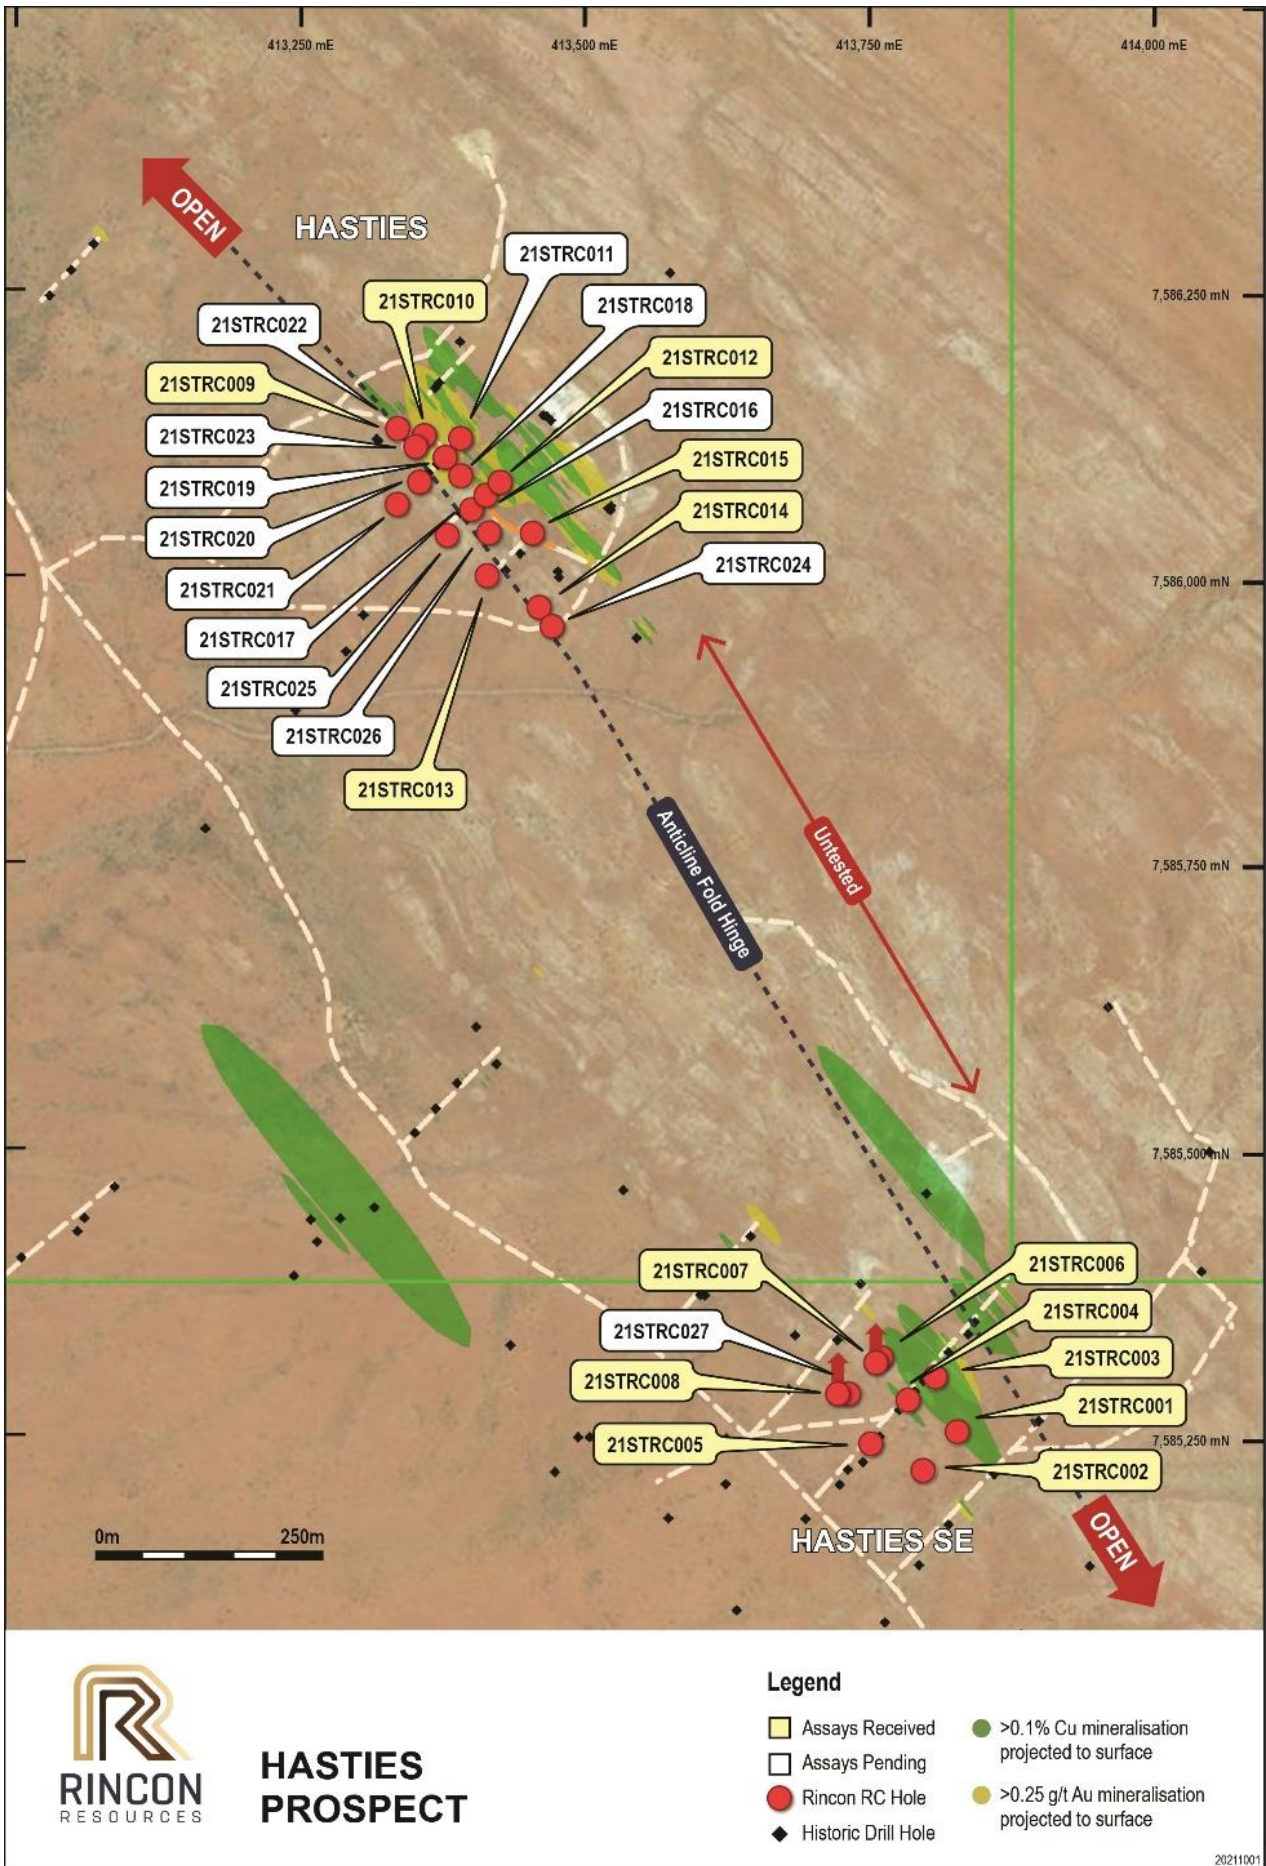 413,250 mE
413,500 mE
413,750 mE
414,000 mE
OPEN
HASTIES
21STRC011
21STRC010
21STRC018
7,586,250 mN
21STRC022
21STRC012
21STRC009
21STRC016
21STRC023
21STRC015
21STRC019
21STRC014
21STRC020
21STRC024
21STRC021
7,586,000 mN
21STRC017
21STRC025
21STRC026
21STRC013
Anticline Fold Hinge
Untested
7,585,750 mN
7,585,500 mN
21STRC007
21STRC006
21STRC004
21STRC027
21STRC003
21STRC008
21STRC001
21STRC005
7,585,250 mN
21STRC002
0m 250m
HASTIES SE
OPEN
RINCON
RESOURCES
HASTIES
PROSPECT
Legend
Assays Received
Assays Pending
Rincon RC Hole
Historic Drill Hole
>0.1% Cu mineralisation
projected to surface
>0.25 g/t Au mineralisation
projected to surface
20211001